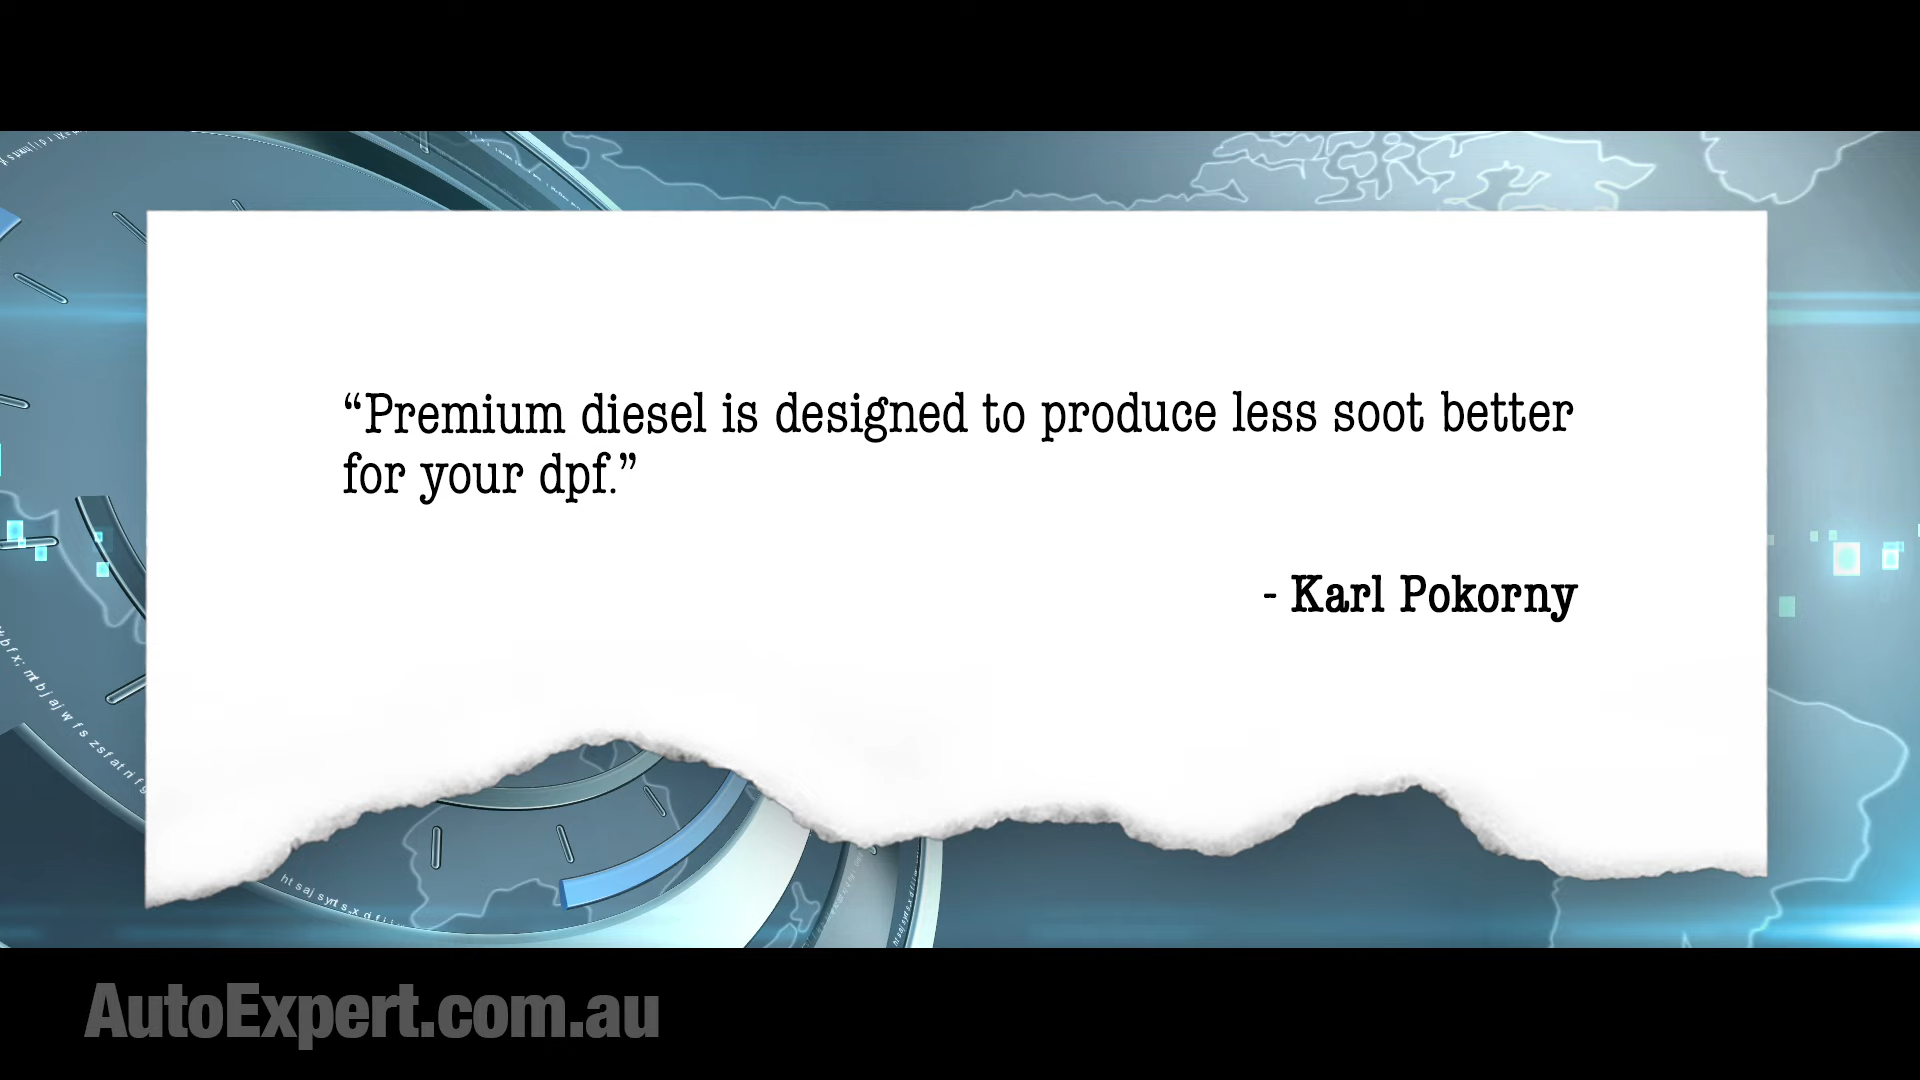 “Premium diesel is designed to produce less soot better
for your dpf.”
- Karl Pokorny
AutoExpert.com.au